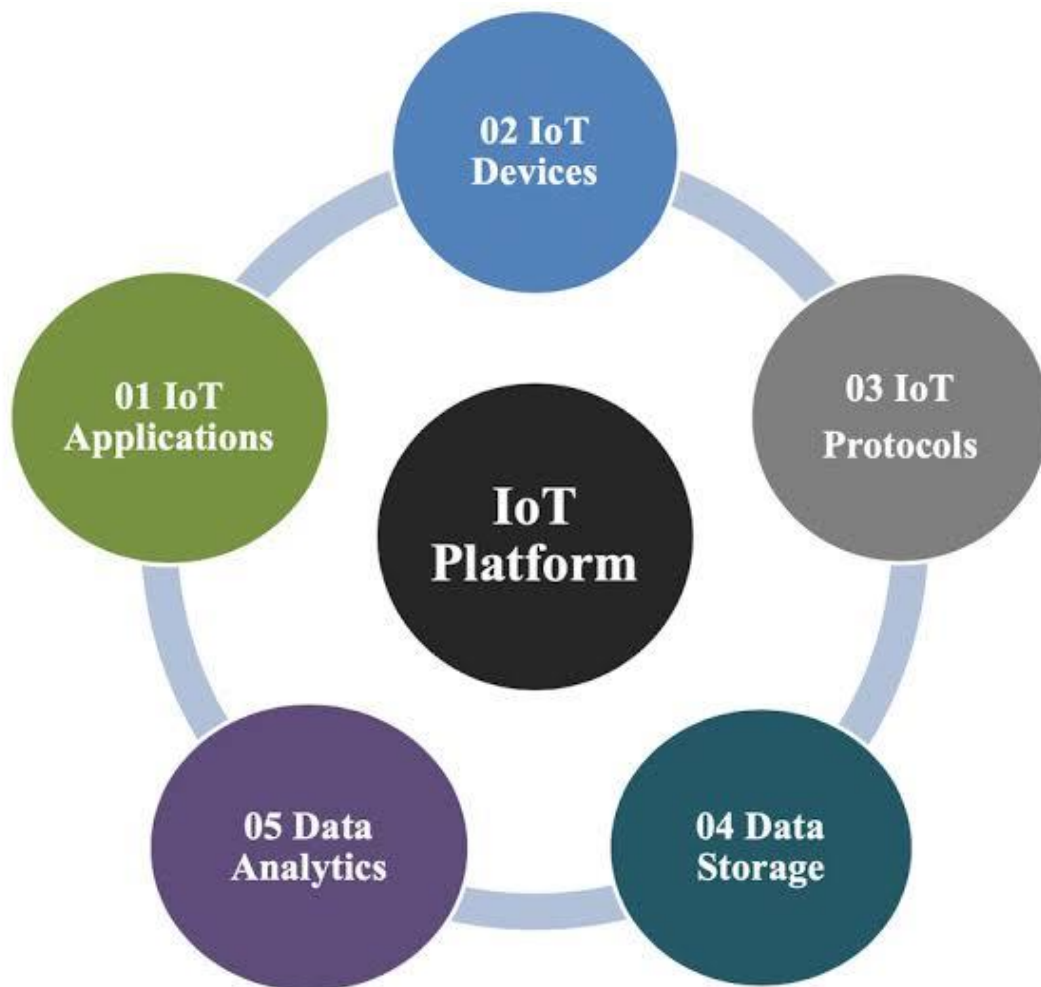 02 IoT
Devices
01 IoT
Applications
03 IoT
Protocols
IoT
Platform
05 Data
Analytics
04 Data
Storage